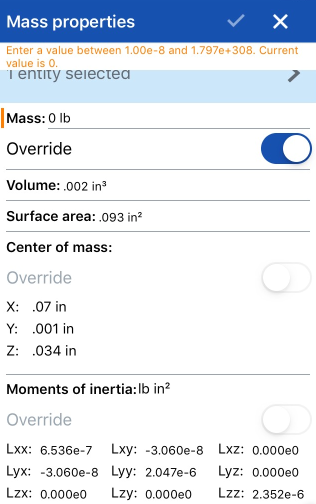 Mass properties
Enter a value between 1.00e-8 and 1.797e+308. Current
value is 0.
1 entity selected
Mass: 0 lb
Override
Volume: .002 in³
Surface area: .093 in²
Center of mass:
Override
X: .07 in
Y: .001 in
Z: .034 in
Moments of inertia: lb in²
Override
Lxx: 6.536e-7 Lxy: -3.060e-8 Lxz: 0.000e0
Lyx: -3.060e-8 Lyy: 2.047e-6 Lyz: 0.000e0
Lzx: 0.000e0 Lzy: 0.000e0 Lzz: 2.352e-6